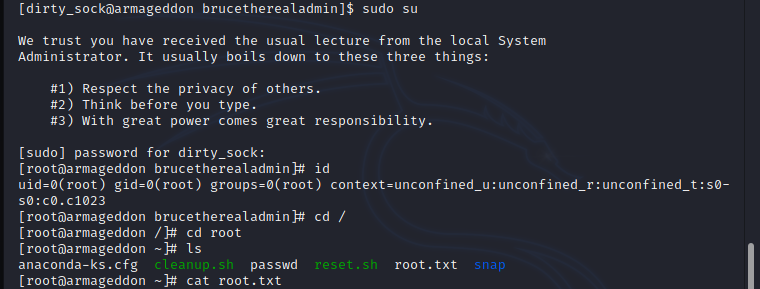 [dirty_sock@armageddon brucetherealadmin]$ sudo su
We trust you have received the usual lecture from the local System
Administrator. It usually boils down to these three things:
#1) Respect the privacy of others.
#2) Think before you type.
#3) With great power comes great responsibility.
[sudo] password for dirty_sock:
[root@armageddon brucetherealadmin]# id
uid=0(root) gid=0(root) groups=0(root) context=unconfined_u:unconfined_r:unconfined_t:s0-
s0:c0.c1023
[root@armageddon brucetherealadmin]# cd /
[root@armageddon /]# cd root
[root@armageddon ~]# ls
anaconda-ks.cfg cleanup.sh passwd reset.sh root.txt snap
[root@armageddon ~]# cat root.txt